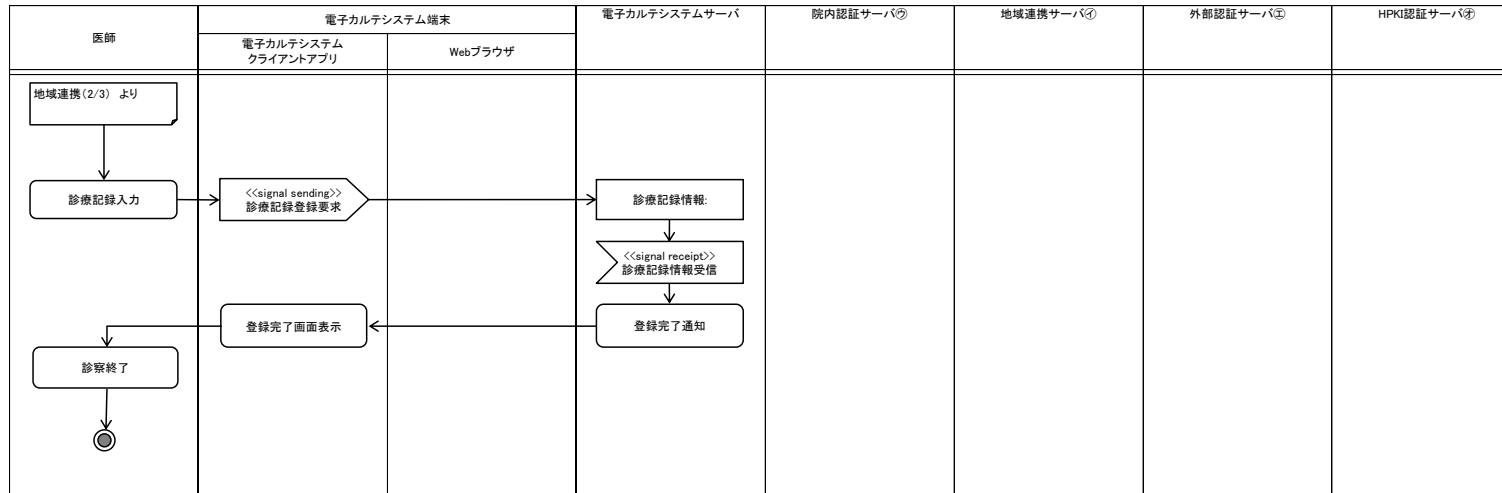 医師
電子カルテシステム端末
電子カルテシステム
クライアントアプリ
Webブラウザ
電子カルテシステムサーバ
院内認証サーバ㋒
地域連携サーバ㋑
外部認証サーバ㋓
HPKI認証サーバ㋔
地域連携(2/3) より
診療記録入力
<<signal sending>>
診療記録登録要求
診療記録情報:
<<signal receipt>>
診療記録情報受信
登録完了画面表示
登録完了通知
診察終了